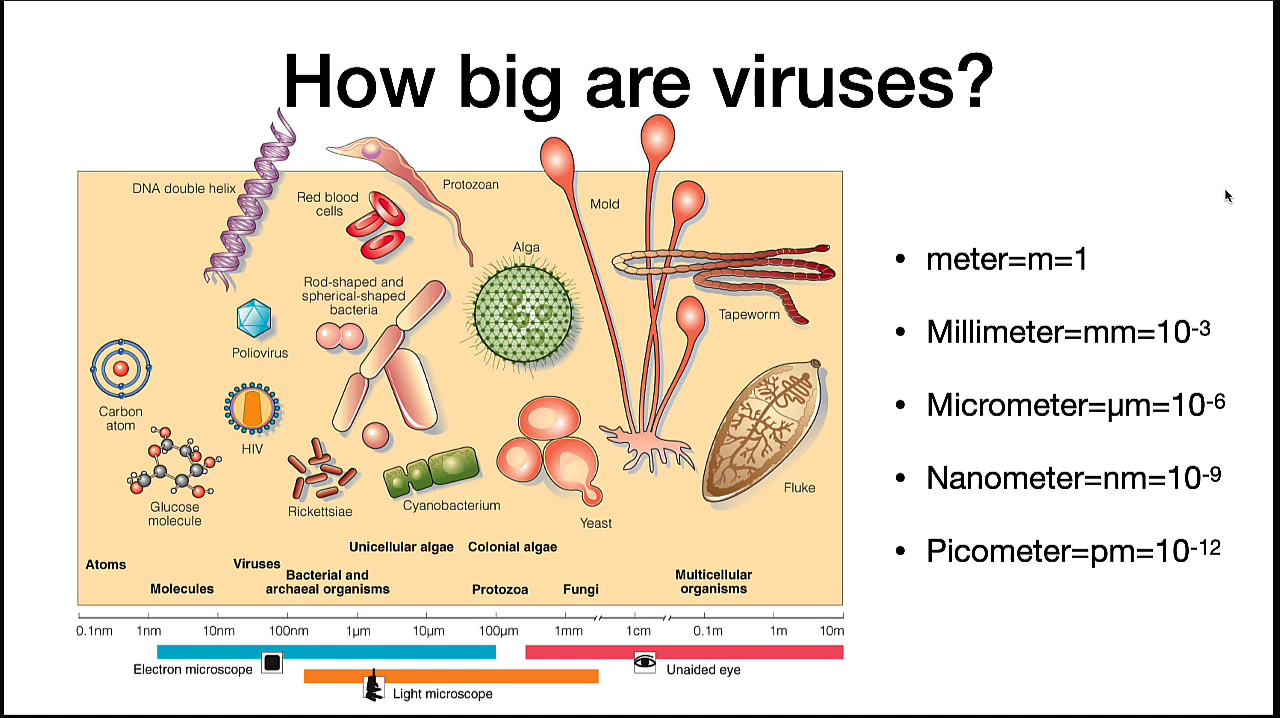 How big are viruses?
DNA double helix
Red blood
cells
Protozoan
Mold
Alga
Rod-shaped and
spherical-shaped
bacteria
Tapeworm
Poliovirus
Carbon
atom
HIV
Glucose
molecule
Rickettsiae
Cyanobacterium
Yeast
Fluke
Unicellular algae
Colonial algae
Atoms
Viruses
Molecules
Bacterial and
archaeal organisms
Protozoa
Fungi
Multicellular
organisms
0.1nm 1nm 10nm 100nm 1µm 10µm 100µm 1mm 1cm 0.1m 1m 10m
Electron microscope
Unaided eye
Light microscope
• meter=m=1
• Millimeter=mm=10⁻³
• Micrometer=µm=10⁻⁶
• Nanometer=nm=10⁻⁹
• Picometer=pm=10⁻¹²